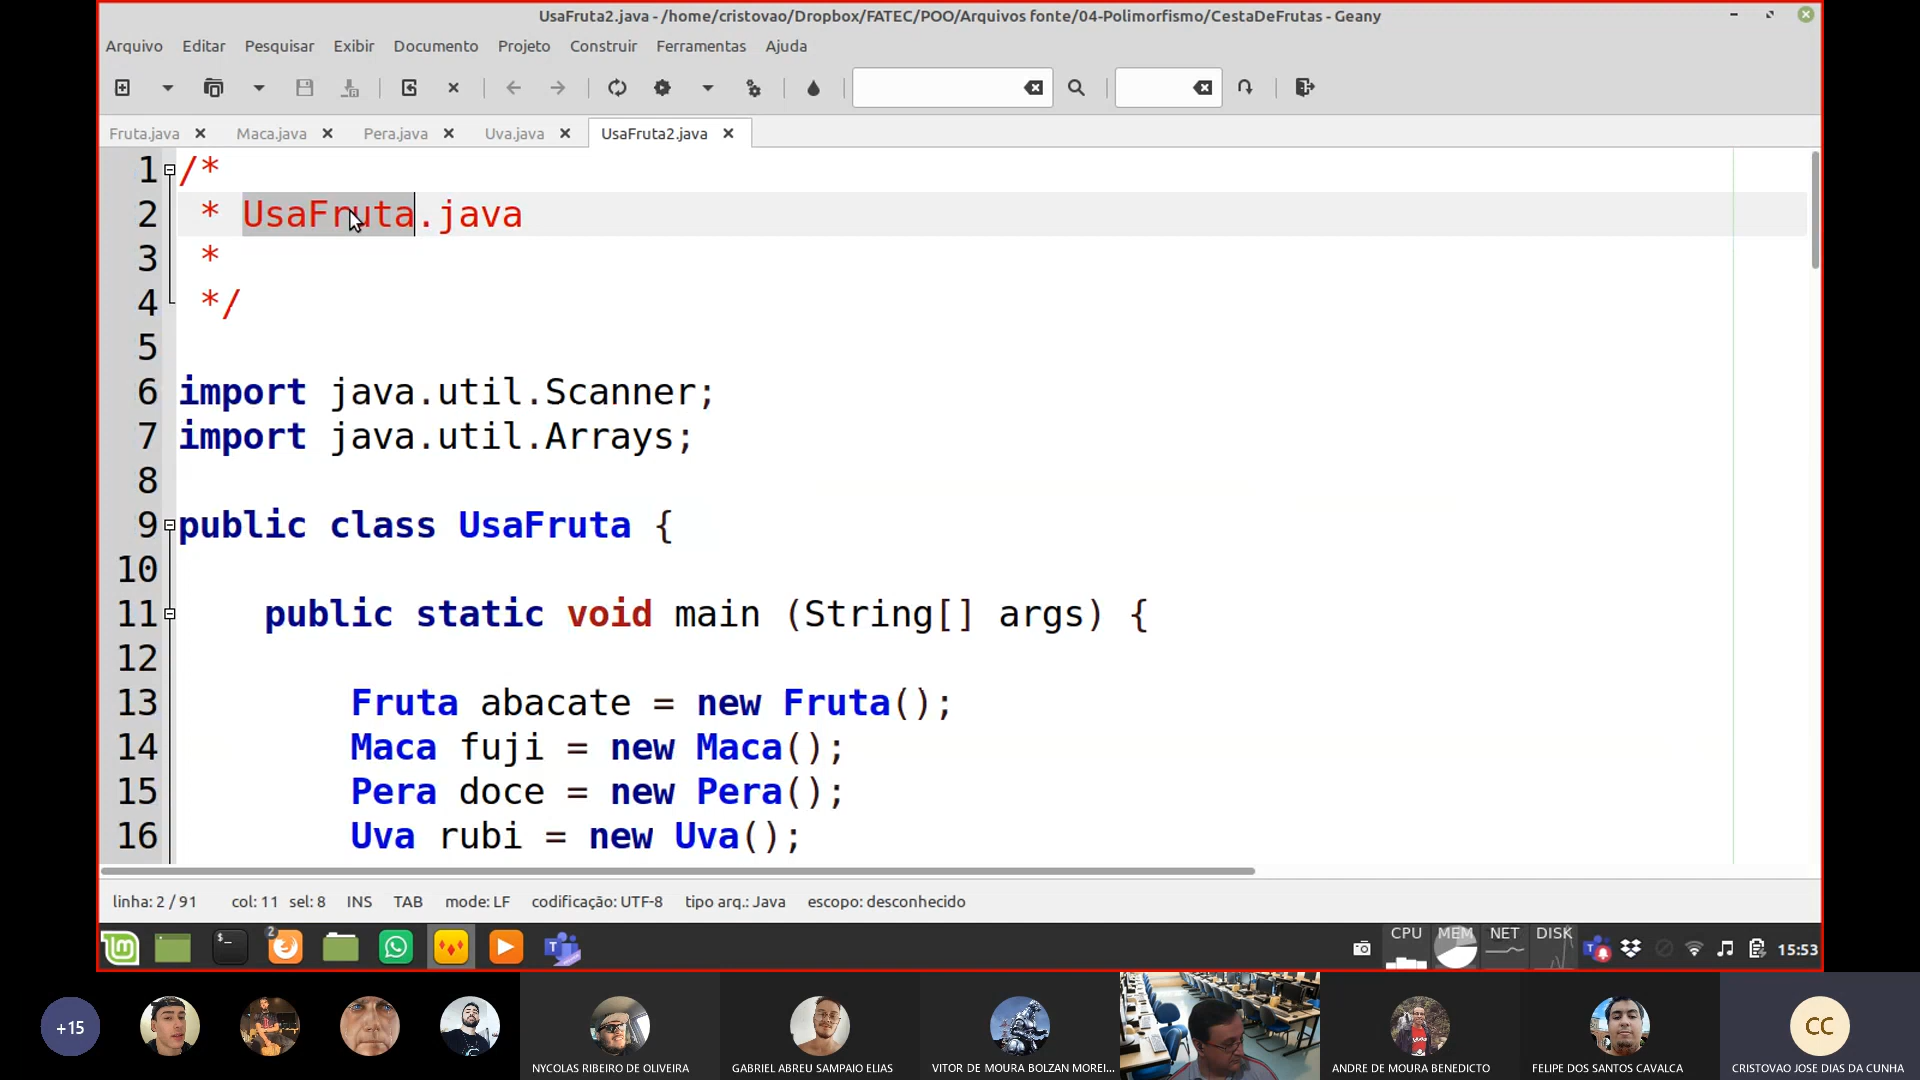 UsaFruta2.java - /home/cristovao/Dropbox/FATEC/POO/Arquivos fonte/04-Polimorfismo/CestaDeFrutas - Geany
Arquivo Editar Pesquisar Exibir Documento Projeto Construir Ferramentas Ajuda
Fruta.java Maca.java Pera.java Uva.java UsaFruta2.java
1 /*
2 * UsaFruta.java
3 *
4 */
5
6 import java.util.Scanner;
7 import java.util.Arrays;
8
9 public class UsaFruta {
10
11 public static void main (String[] args) {
12
13 Fruta abacate = new Fruta();
14 Maca fuji = new Maca();
15 Pera doce = new Pera();
16 Uva rubi = new Uva();
linha: 2 / 91 col: 11 sel: 8 INS TAB mode: LF codificação: UTF-8 tipo arq.: Java escopo: desconhecido
2 CPU MEM NET DISK 15:53
+15 CC
NYCOLAS RIBEIRO DE OLIVEIRA GABRIEL ABREU SAMPAIO ELIAS VITOR DE MOURA BOLZAN MOREI... ANDRE DE MOURA BENEDICTO FELIPE DOS SANTOS CAVALCA CRISTOVAO JOSE DIAS DA CUNHA